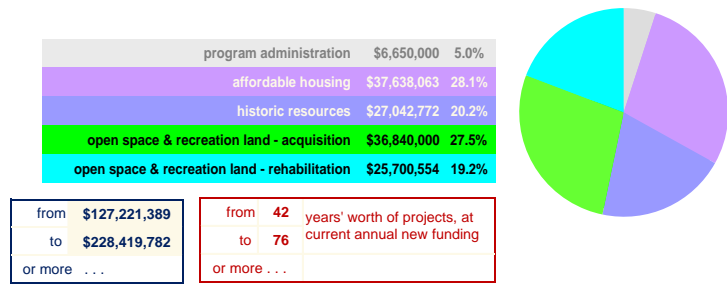 program administration $6,650,000 5.0%
affordable housing $37,638,063 28.1%
historic resources $27,042,772 20.2%
open space & recreation land - acquisition $36,840,000 27.5%
open space & recreation land - rehabilitation $25,700,554 19.2%
from $127,221,389
to $228,419,782
or more . . .
from 42 years' worth of projects, at
to 76 current annual new funding
or more . . .